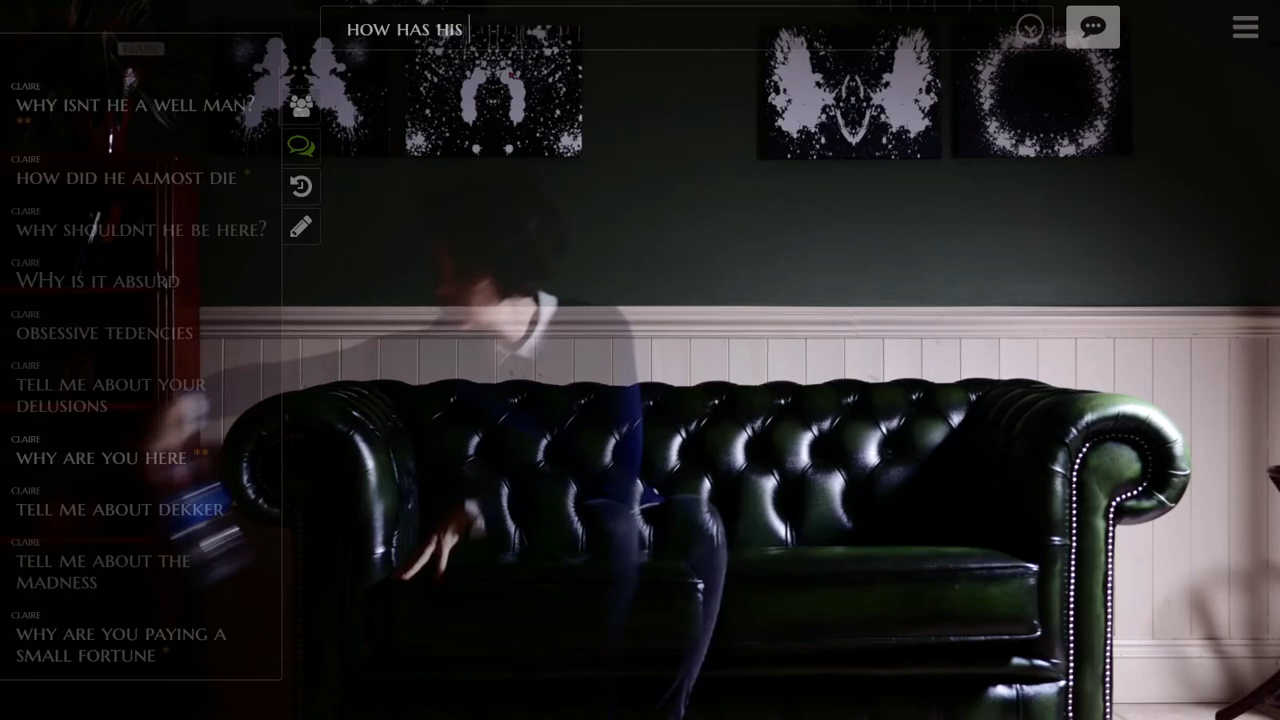 HOW HAS HIS
CLAIRE
CLAIRE
WHY ISNT HE A WELL MAN?
**
CLAIRE
HOW DID HE ALMOST DIE *
CLAIRE
WHY SHOULDNT HE BE HERE?
CLAIRE
WHY IS IT ABSURD
CLAIRE
OBSESSIVE TEDENCIES
CLAIRE
TELL ME ABOUT YOUR
DELUSIONS
CLAIRE
WHY ARE YOU HERE **
CLAIRE
TELL ME ABOUT DEKKER
CLAIRE
TELL ME ABOUT THE
MADNESS
CLAIRE
WHY ARE YOU PAYING A
SMALL FORTUNE *